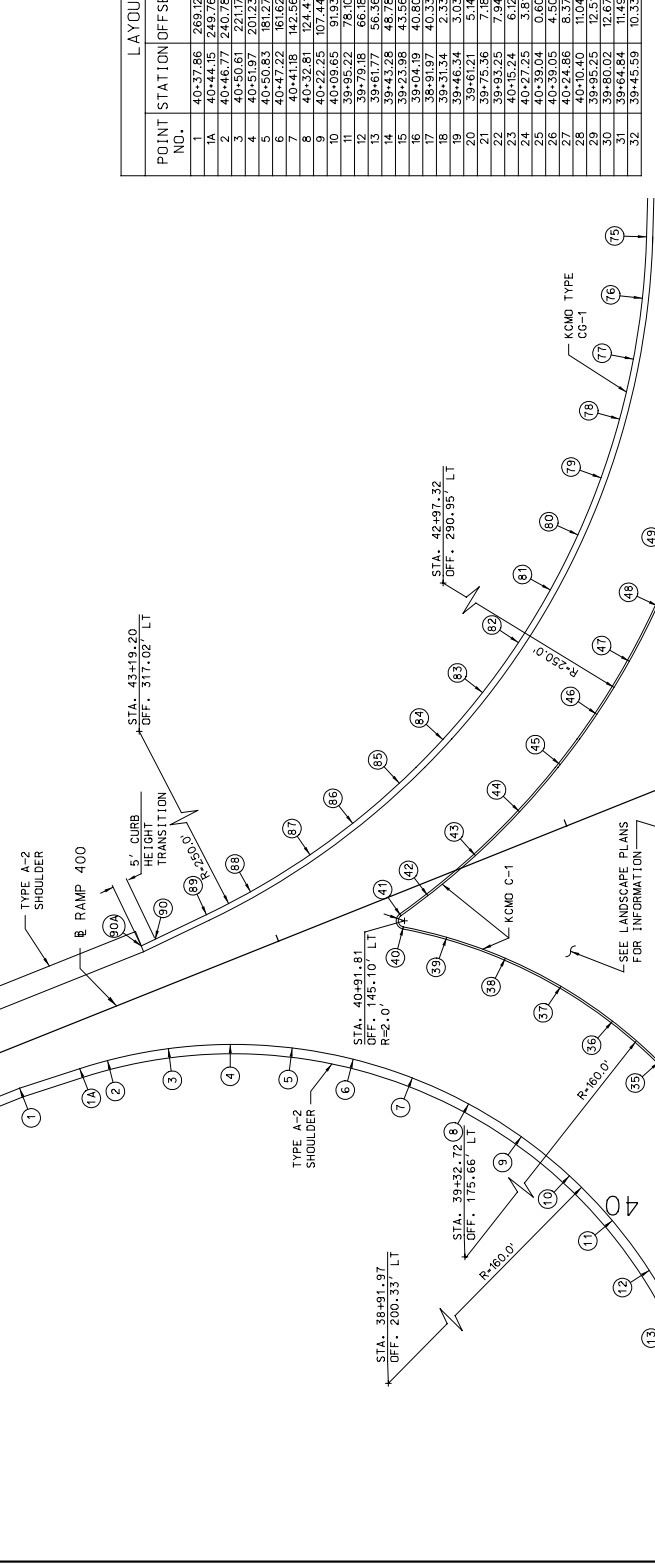 LAYOU
POINT NO. STATION OFFSE
1 40+37.86 269.12
1A 40+44.15 249.76
2 40+46.77 240.78
3 40+50.61 221.17
4 40+51.97 201.23
5 40+50.83 181.27
6 40+47.22 161.62
7 40+41.18 142.56
8 40+32.81 124.41
9 40+22.25 107.44
10 40+09.65 91.93
11 39+95.22 78.10
12 39+79.18 66.18
13 39+61.77 56.36
14 39+43.28 48.78
15 39+23.98 43.56
16 39+04.19 40.80
17 38+91.97 40.33
18 39+31.34 2.33
19 39+46.34 3.03
20 39+61.21 5.14
21 39+75.36 7.18
22 39+93.25 7.94
23 40+15.24 6.12
24 40+27.25 3.87
25 40+39.04 0.60
26 40+39.05 4.50
27 40+24.86 8.37
28 40+10.40 11.04
29 39+95.25 12.51
30 39+80.02 12.67
31 39+64.84 11.49
32 39+45.59 10.33
TYPE A-2
SHOULDER
RAMP 400
5' CURB
HEIGHT
TRANSITION
STA. 43+19.20
OFF. 317.02' LT
R=250.0'
STA. 42+97.32
OFF. 290.95' LT
R=250.0'
KCMO TYPE
CG-1
STA. 40+91.81
OFF. 145.10' LT
R=2.0'
KCMO C-1
SEE LANDSCAPE PLANS
FOR INFORMATION
TYPE A-2
SHOULDER
STA. 39+32.72
OFF. 175.66' LT
R=160.0'
STA. 38+91.97
OFF. 200.33' LT
R=160.0'
40
1
1A
2
3
4
5
6
7
8
9
10
11
12
13
35
36
37
38
39
40
41
42
43
44
45
46
47
48
49
75
76
77
78
79
80
81
82
83
84
85
86
87
88
89
90
90A